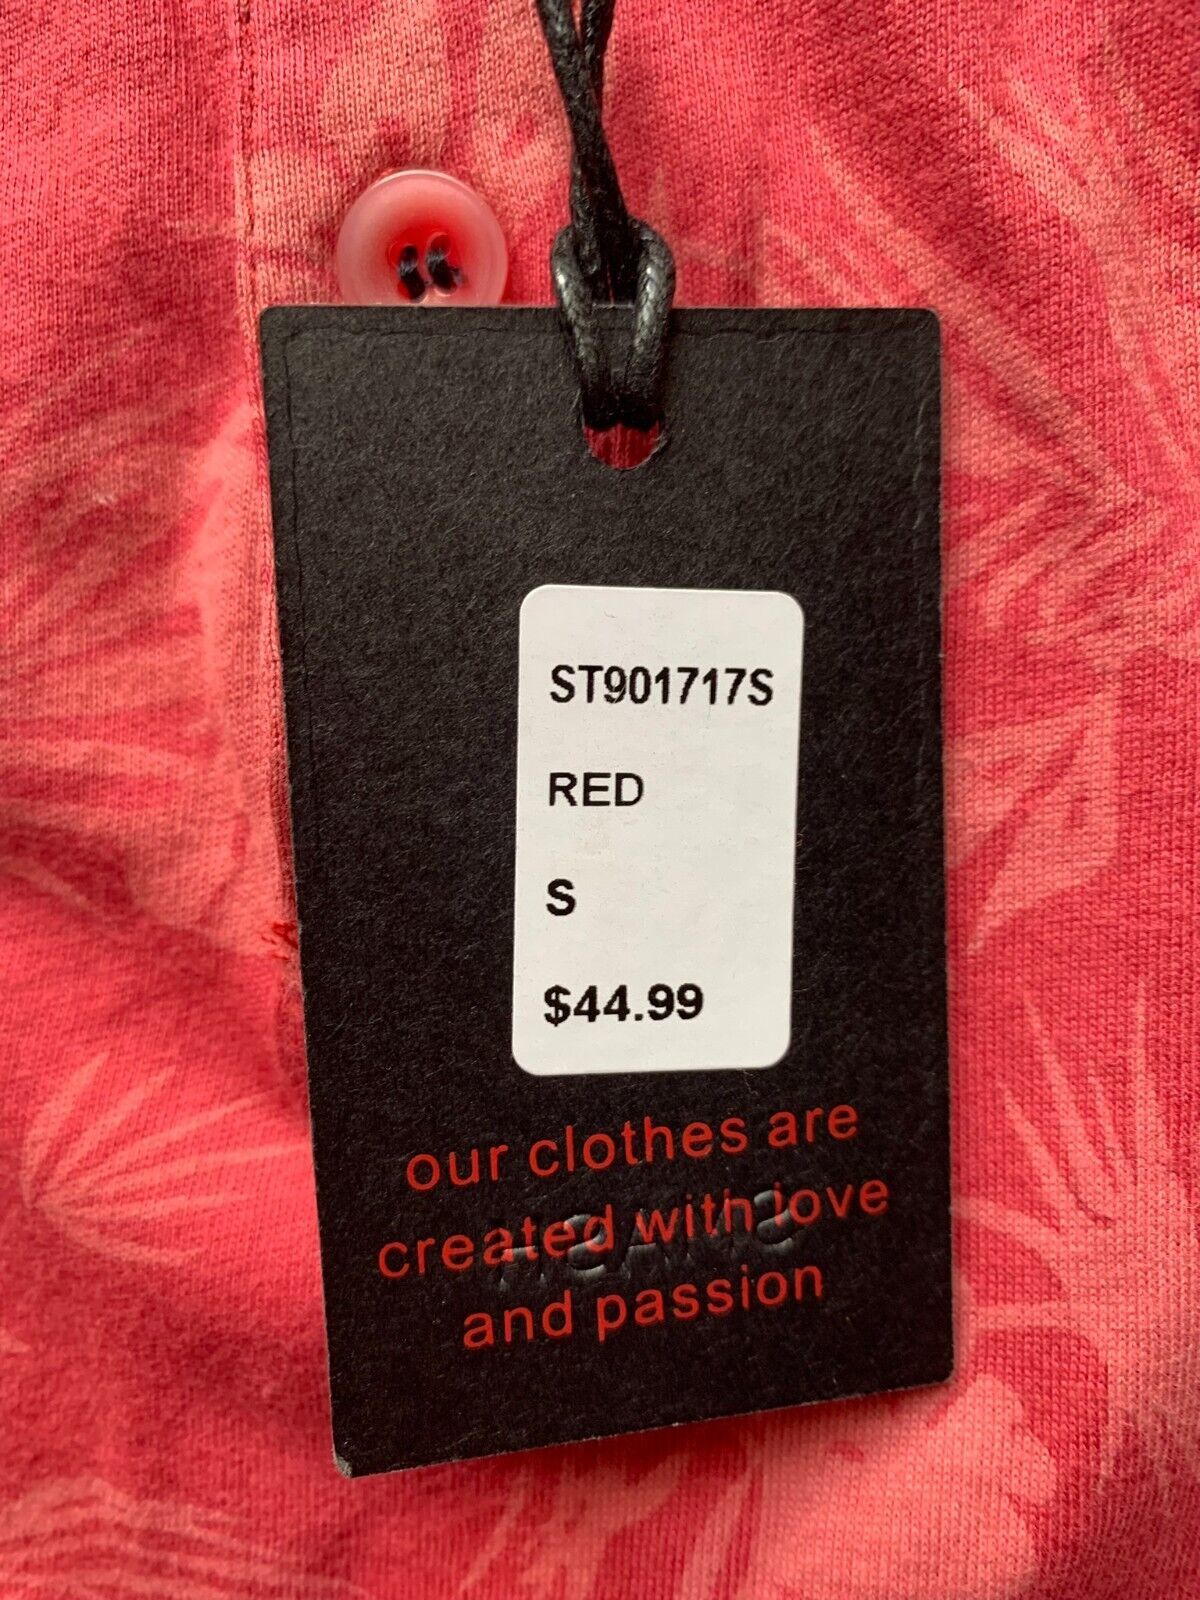 ST901717S
RED
S
$44.99
our clothes are
created with love
and passion